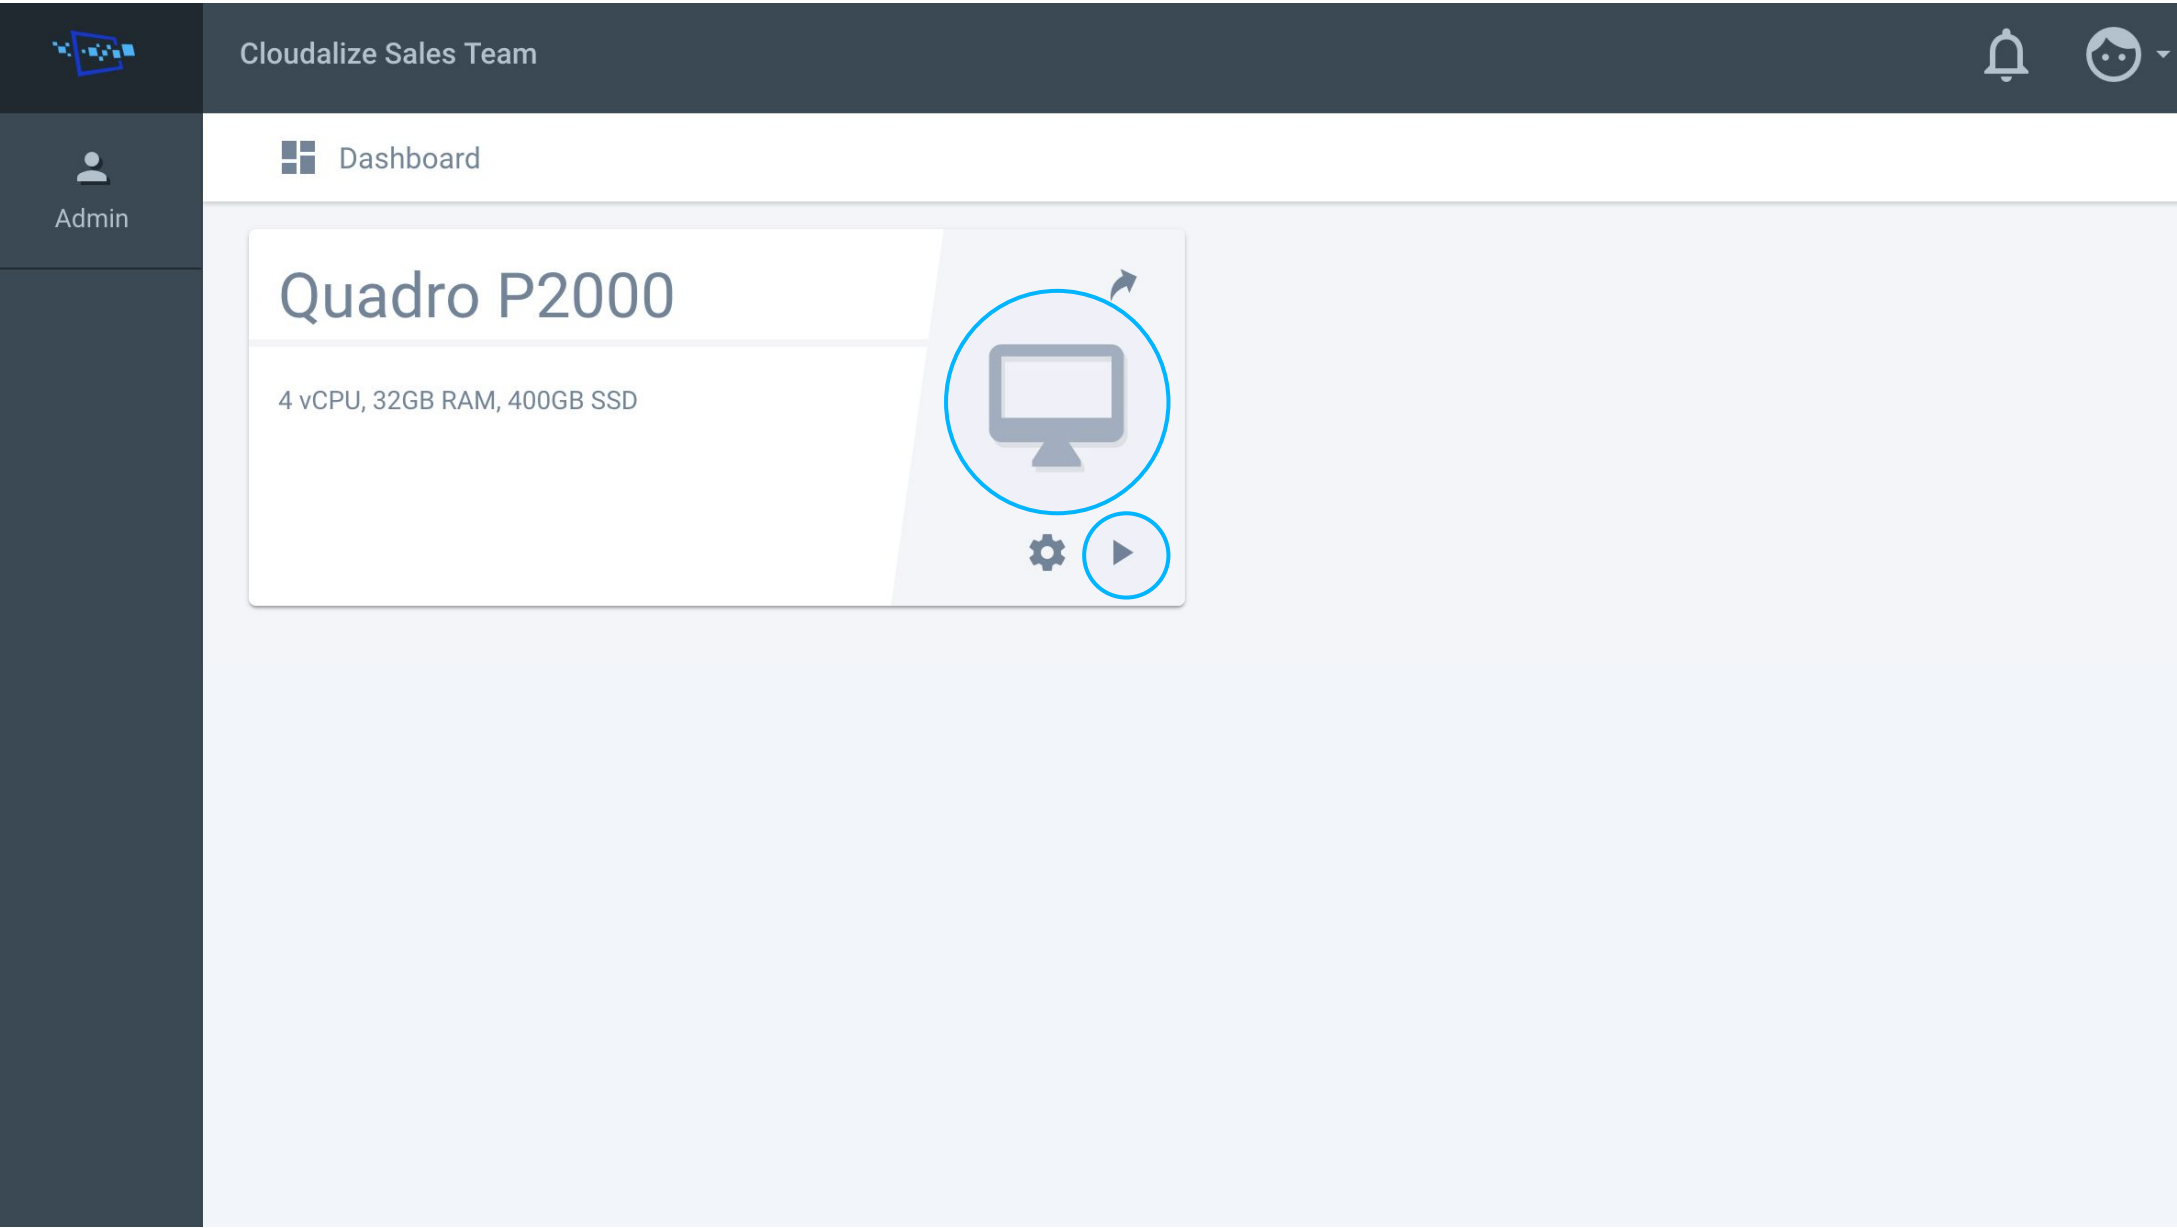 Cloudalize Sales Team
Admin
Dashboard
Quadro P2000
4 vCPU, 32GB RAM, 400GB SSD